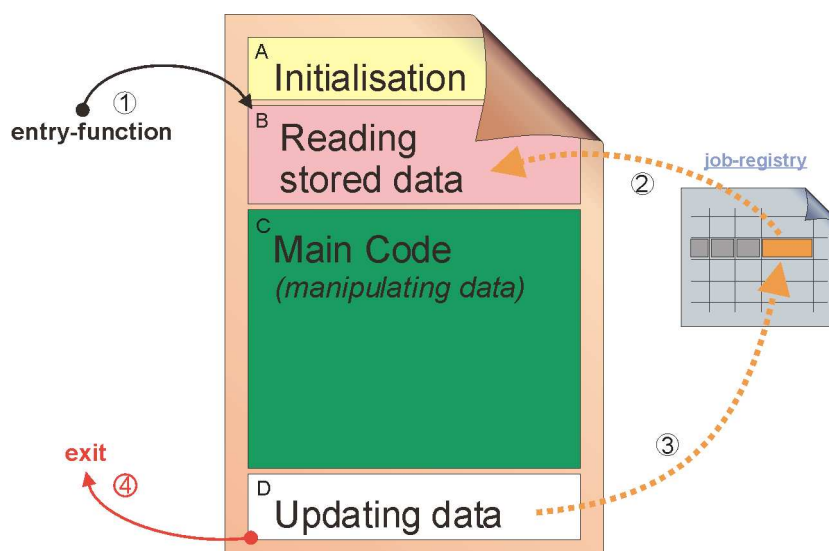 A
Initialisation
①
entry-function
B
Reading
stored data
job-registry
②
C
Main Code
(manipulating data)
③
exit
④
D
Updating data